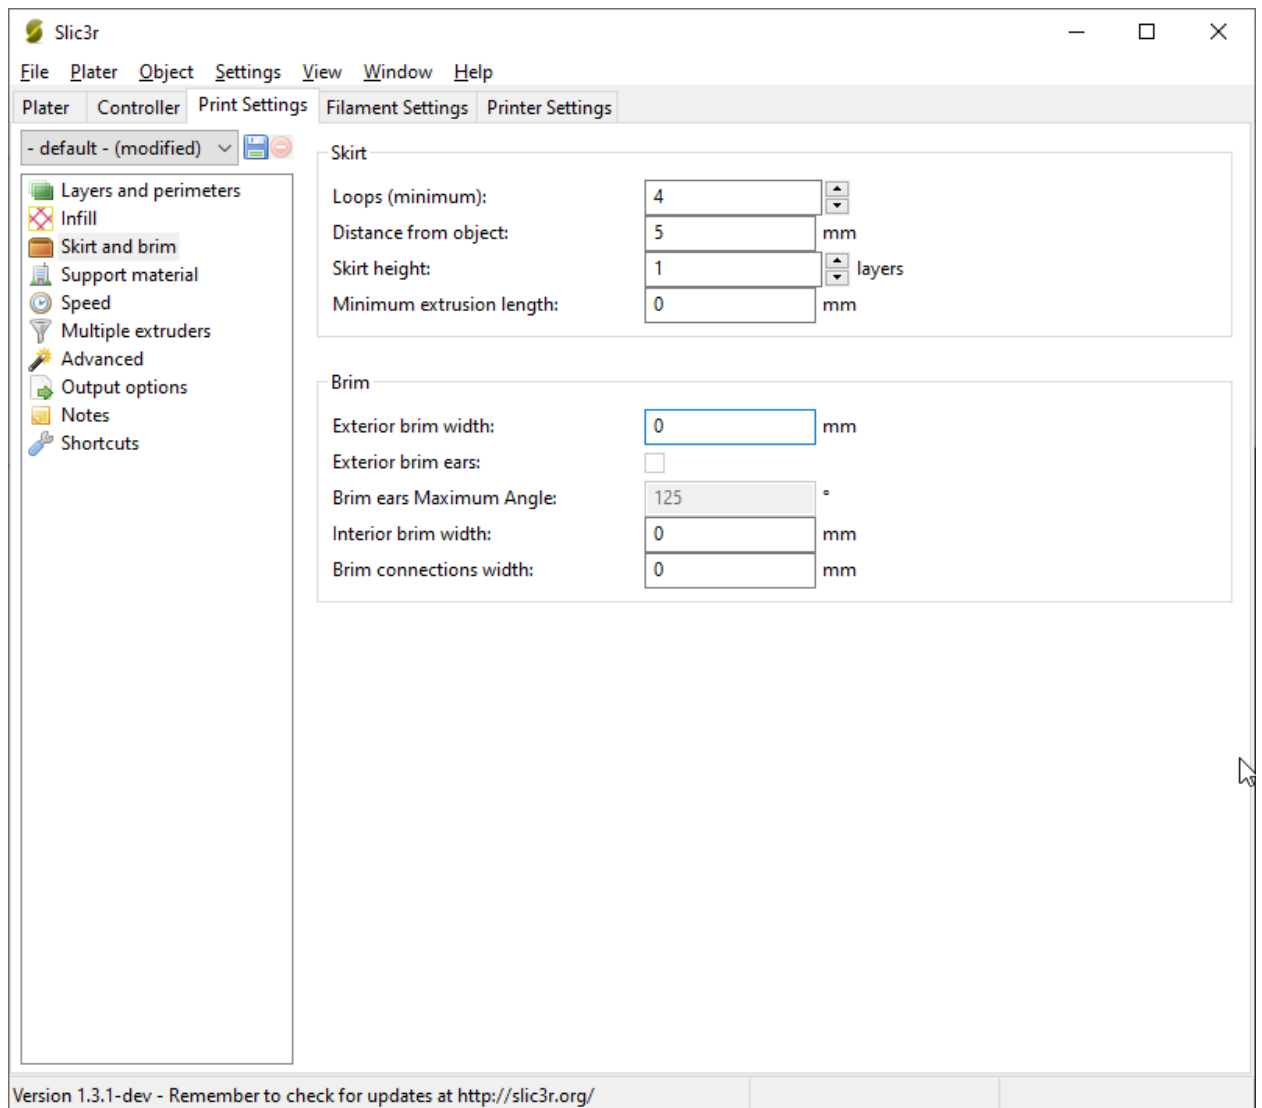 Slic3r
File Plater Object Settings View Window Help
Plater Controller Print Settings Filament Settings Printer Settings
- default - (modified)
Layers and perimeters
Infill
Skirt and brim
Support material
Speed
Multiple extruders
Advanced
Output options
Notes
Shortcuts
Skirt
Loops (minimum): 4
Distance from object: 5 mm
Skirt height: 1 layers
Minimum extrusion length: 0 mm
Brim
Exterior brim width: 0 mm
Exterior brim ears:
Brim ears Maximum Angle: 125 °
Interior brim width: 0 mm
Brim connections width: 0 mm
Version 1.3.1-dev - Remember to check for updates at http://slic3r.org/